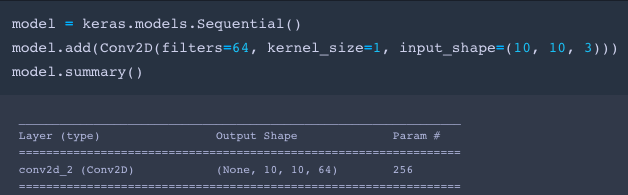 model = keras.models.Sequential()
model.add(Conv2D(filters=64, kernel_size=1, input_shape=(10, 10, 3)))
model.summary()
_________________________________________________________________
Layer (type)                 Output Shape              Param #
=================================================================
conv2d_2 (Conv2D)            (None, 10, 10, 64)        256
=================================================================